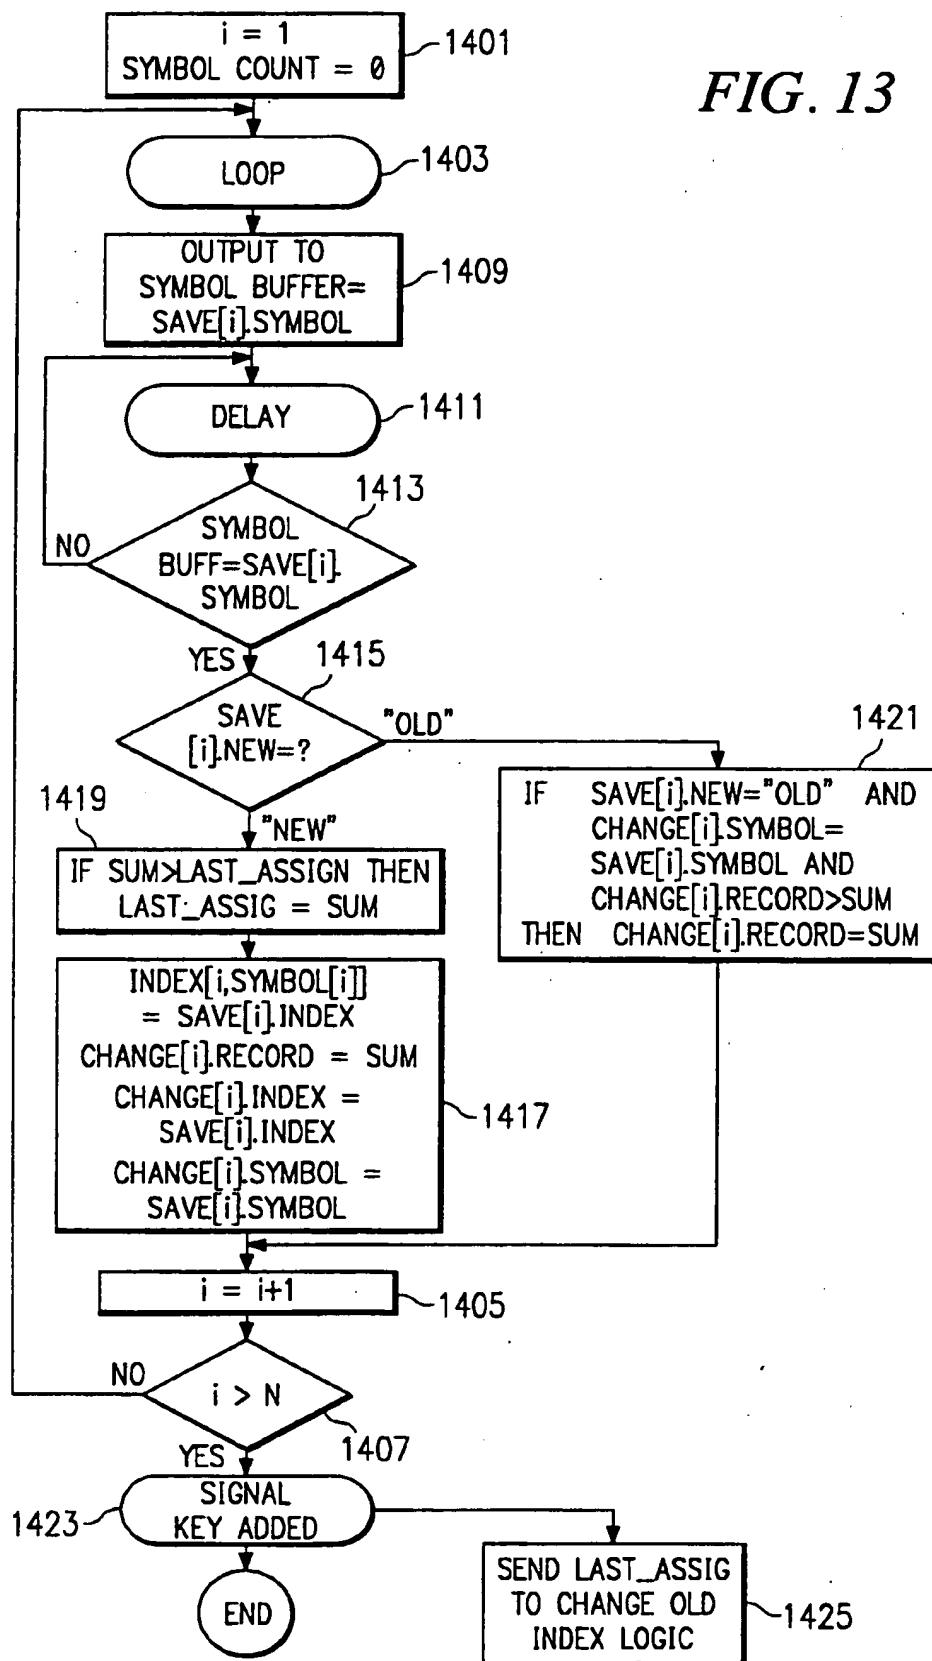 i = 1
SYMBOL COUNT = 0
1401
FIG. 13
LOOP
1403
OUTPUT TO
SYMBOL BUFFER=
SAVE[i].SYMBOL
1409
DELAY
1411
1413
SYMBOL
BUFF=SAVE[i].
SYMBOL
NO
YES
1415
SAVE
[i].NEW=?
"OLD"
1421
IF SAVE[i].NEW="OLD" AND
CHANGE[i].SYMBOL=
SAVE[i].SYMBOL AND
CHANGE[i].RECORD>SUM
THEN CHANGE[i].RECORD=SUM
1419
"NEW"
IF SUM>LAST_ASSIGN THEN
LAST_ASSIG = SUM
INDEX[i,SYMBOL[i]]
= SAVE[i].INDEX
CHANGE[i].RECORD = SUM
CHANGE[i].INDEX =
SAVE[i].INDEX
CHANGE[i].SYMBOL =
SAVE[i].SYMBOL
1417
i = i+1
1405
NO
i > N
1407
YES
SIGNAL
KEY ADDED
1423
END
SEND LAST_ASSIG
TO CHANGE OLD
INDEX LOGIC
1425